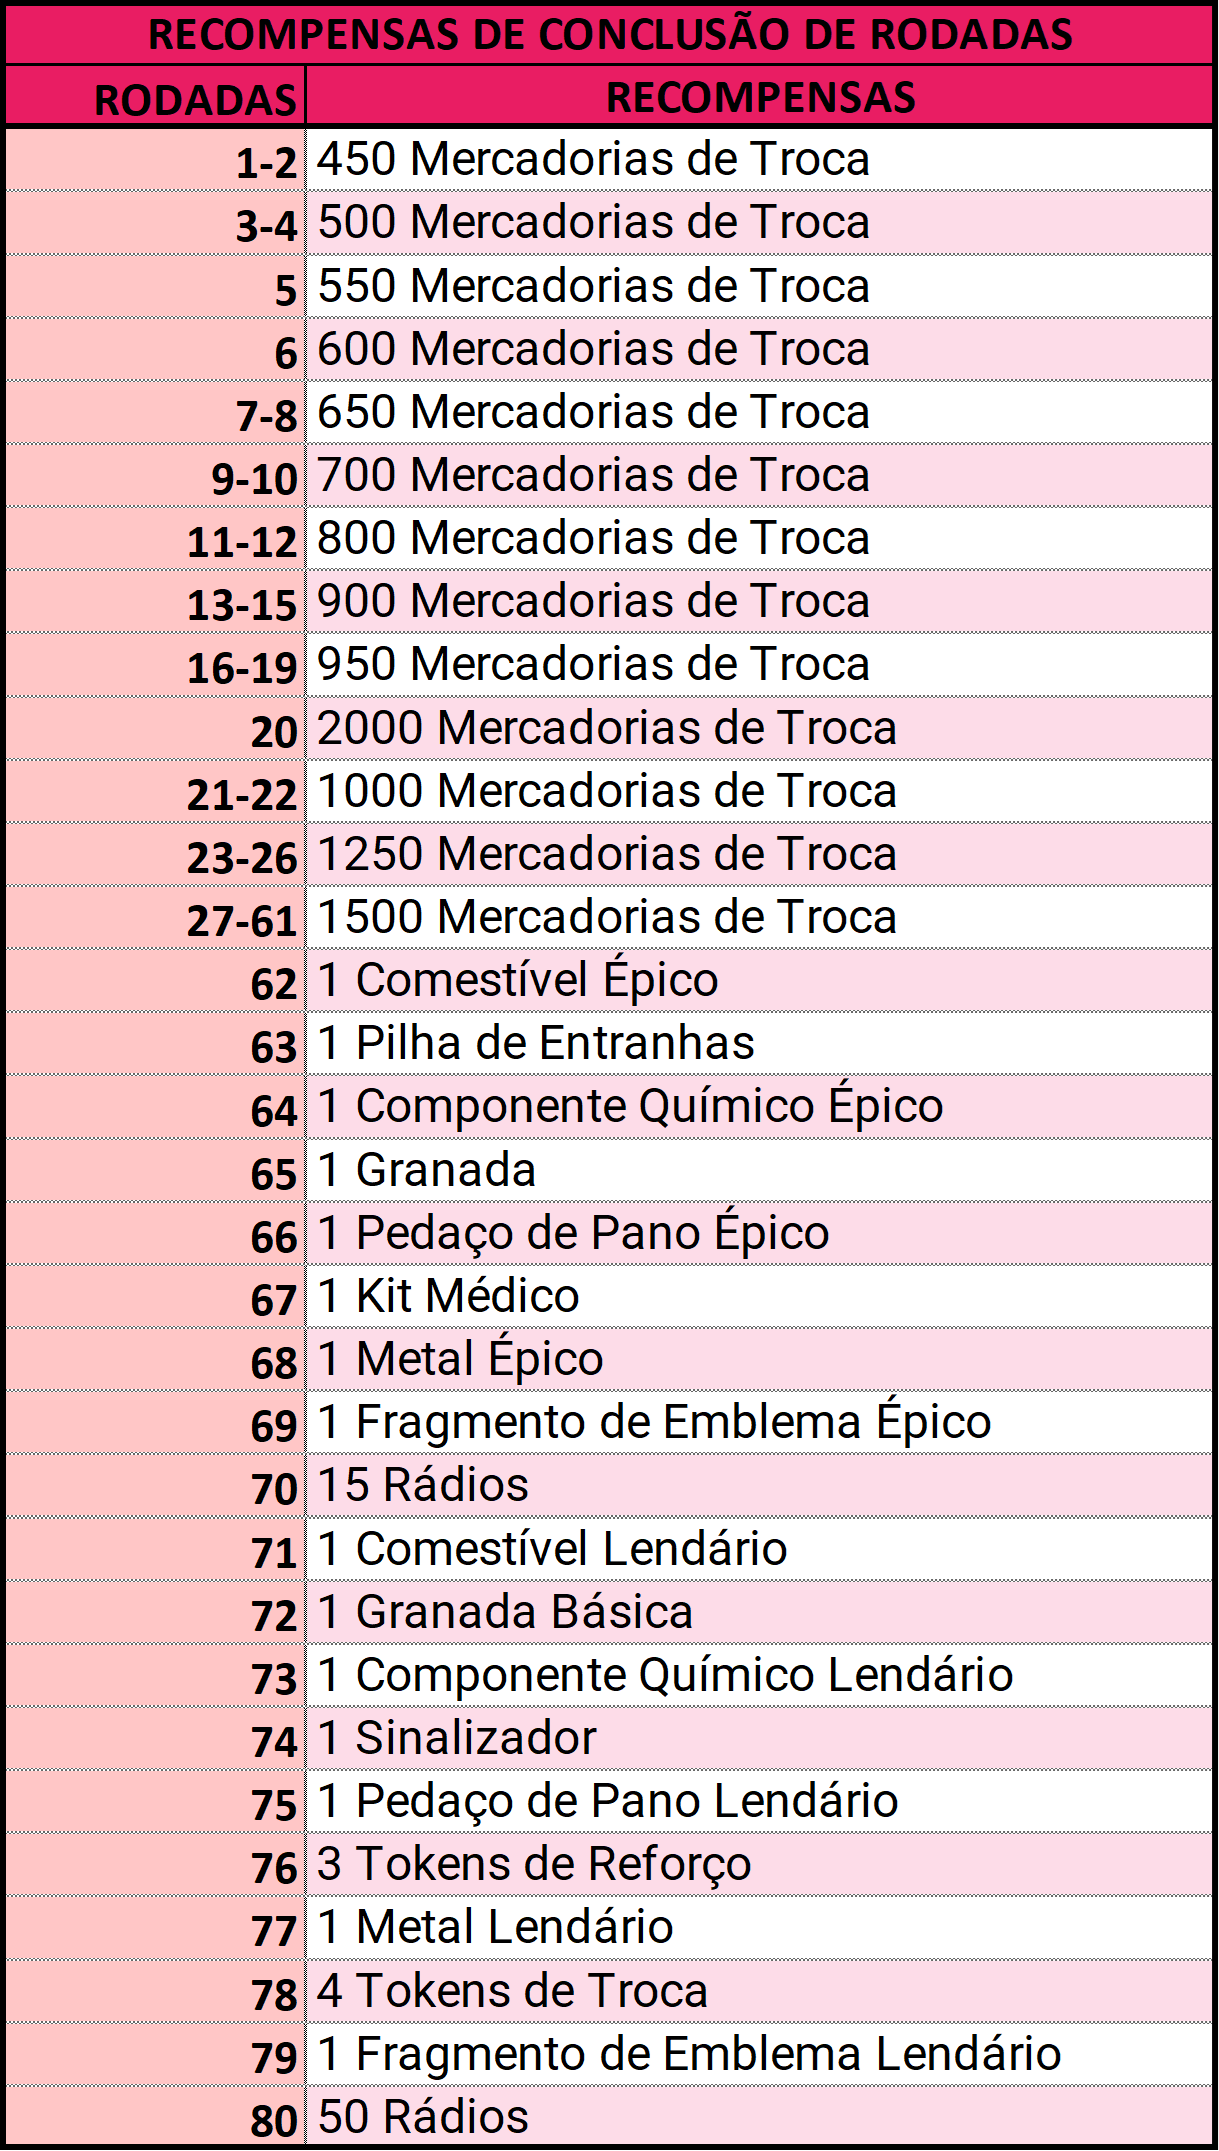 RECOMPENSAS DE CONCLUSÃO DE RODADAS
RODADAS RECOMPENSAS
1-2 450 Mercadorias de Troca
3-4 500 Mercadorias de Troca
5 550 Mercadorias de Troca
6 600 Mercadorias de Troca
7-8 650 Mercadorias de Troca
9-10 700 Mercadorias de Troca
11-12 800 Mercadorias de Troca
13-15 900 Mercadorias de Troca
16-19 950 Mercadorias de Troca
20 2000 Mercadorias de Troca
21-22 1000 Mercadorias de Troca
23-26 1250 Mercadorias de Troca
27-61 1500 Mercadorias de Troca
62 1 Comestível Épico
63 1 Pilha de Entranhas
64 1 Componente Químico Épico
65 1 Granada
66 1 Pedaço de Pano Épico
67 1 Kit Médico
68 1 Metal Épico
69 1 Fragmento de Emblema Épico
70 15 Rádios
71 1 Comestível Lendário
72 1 Granada Básica
73 1 Componente Químico Lendário
74 1 Sinalizador
75 1 Pedaço de Pano Lendário
76 3 Tokens de Reforço
77 1 Metal Lendário
78 4 Tokens de Troca
79 1 Fragmento de Emblema Lendário
80 50 Rádios